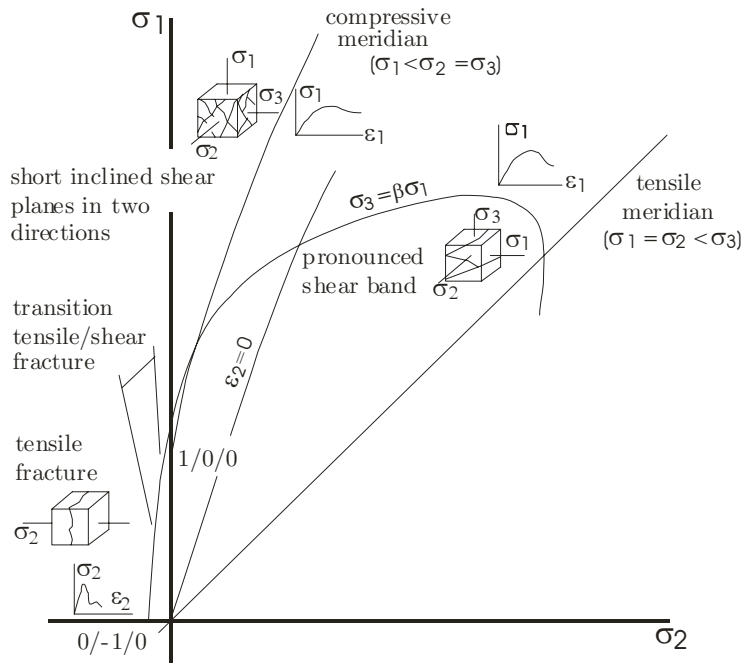 σ1
compressive
meridian
(σ1<σ2 =σ3)
σ1
σ3
σ2
σ1
ε1
σ1
ε1
short inclined shear
planes in two
directions
σ3=βσ1
tensile
meridian
(σ1 =σ2 <σ3)
pronounced
shear band
σ3
σ1
σ2
transition
tensile/shear
fracture
ε2=0
tensile
fracture
1/0/0
σ2
σ2
ε2
0/-1/0
σ2